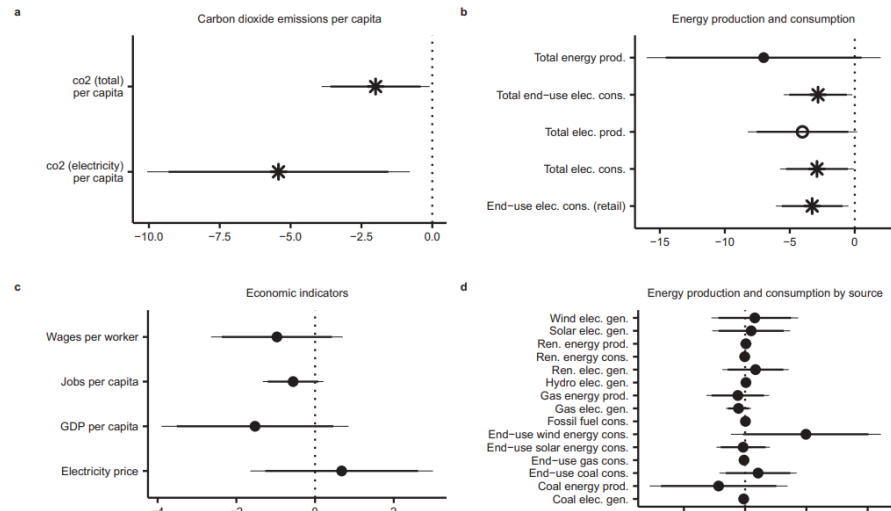 a
Carbon dioxide emissions per capita
co2 (total)
per capita
co2 (electricity)
per capita
−10.0 −7.5 −5.0 −2.5 0.0
b
Energy production and consumption
Total energy prod.
Total end−use elec. cons.
Total elec. prod.
Total elec. cons.
End−use elec. cons. (retail)
−15 −10 −5 0
c
Economic indicators
Wages per worker
Jobs per capita
GDP per capita
Electricity price
−4 −2 0 2
d
Energy production and consumption by source
Wind elec. gen.
Solar elec. gen.
Ren. energy prod.
Ren. energy cons.
Ren. elec. gen.
Hydro elec. gen.
Gas energy prod.
Gas elec. gen.
Fossil fuel cons.
End−use wind energy cons.
End−use solar energy cons.
End−use gas cons.
End−use coal cons.
Coal energy prod.
Coal elec. gen.